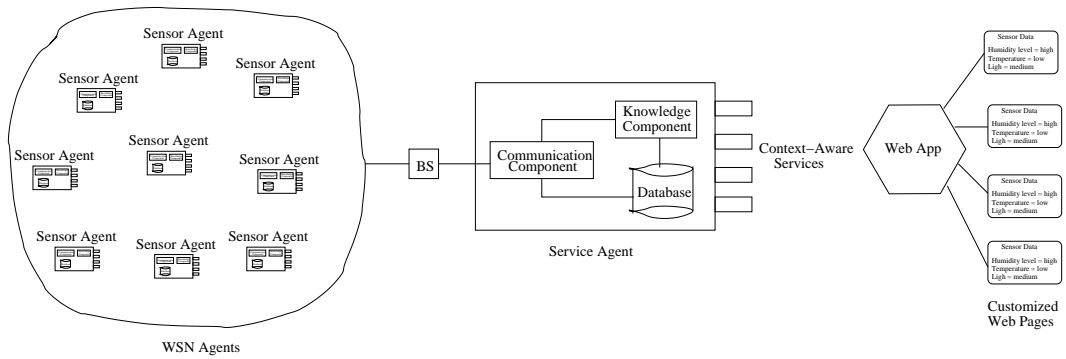 Sensor Agent
Sensor Agent
Sensor Agent
Sensor Agent
Sensor Agent
Sensor Agent
Sensor Agent
Sensor Agent
Sensor Agent
WSN Agents
BS
Communication
Component
Knowledge
Component
Database
Service Agent
Context-Aware
Services
Web App
Sensor Data
Humidity level = high
Temperature = low
Ligh = medium
Sensor Data
Humidity level = high
Temperature = low
Ligh = medium
Sensor Data
Humidity level = high
Temperature = low
Ligh = medium
Sensor Data
Humidity level = high
Temperature = low
Ligh = medium
Customized
Web Pages